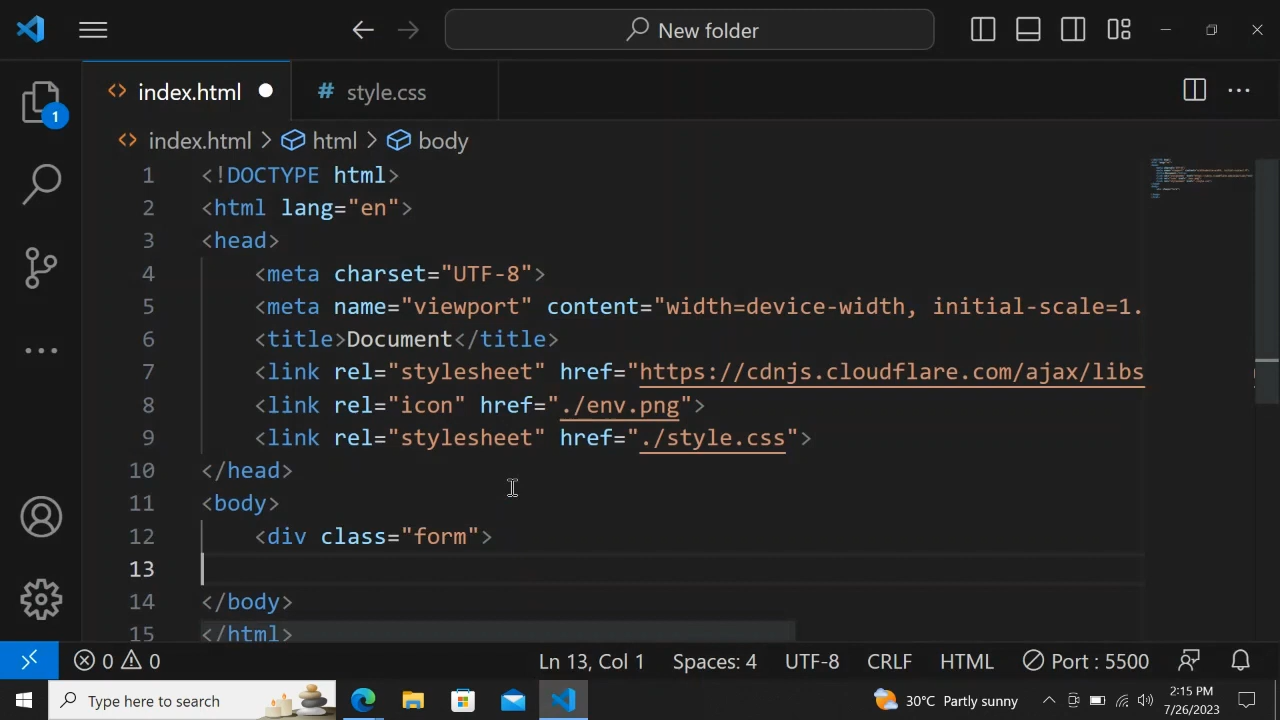 New folder
index.html
style.css
1
index.html > html > body
1 <!DOCTYPE html>
2 <html lang="en">
3 <head>
4 <meta charset="UTF-8">
5 <meta name="viewport" content="width=device-width, initial-scale=1.
6 <title>Document</title>
7 <link rel="stylesheet" href="https://cdnjs.cloudflare.com/ajax/libs
8 <link rel="icon" href="./env.png">
9 <link rel="stylesheet" href="./style.css">
10 </head>
11 <body>
12 <div class="form">
13
14 </body>
15 </html>
0 0 Ln 13, Col 1 Spaces: 4 UTF-8 CRLF HTML Port : 5500
Type here to search 30°C Partly sunny 2:15 PM
7/26/2023